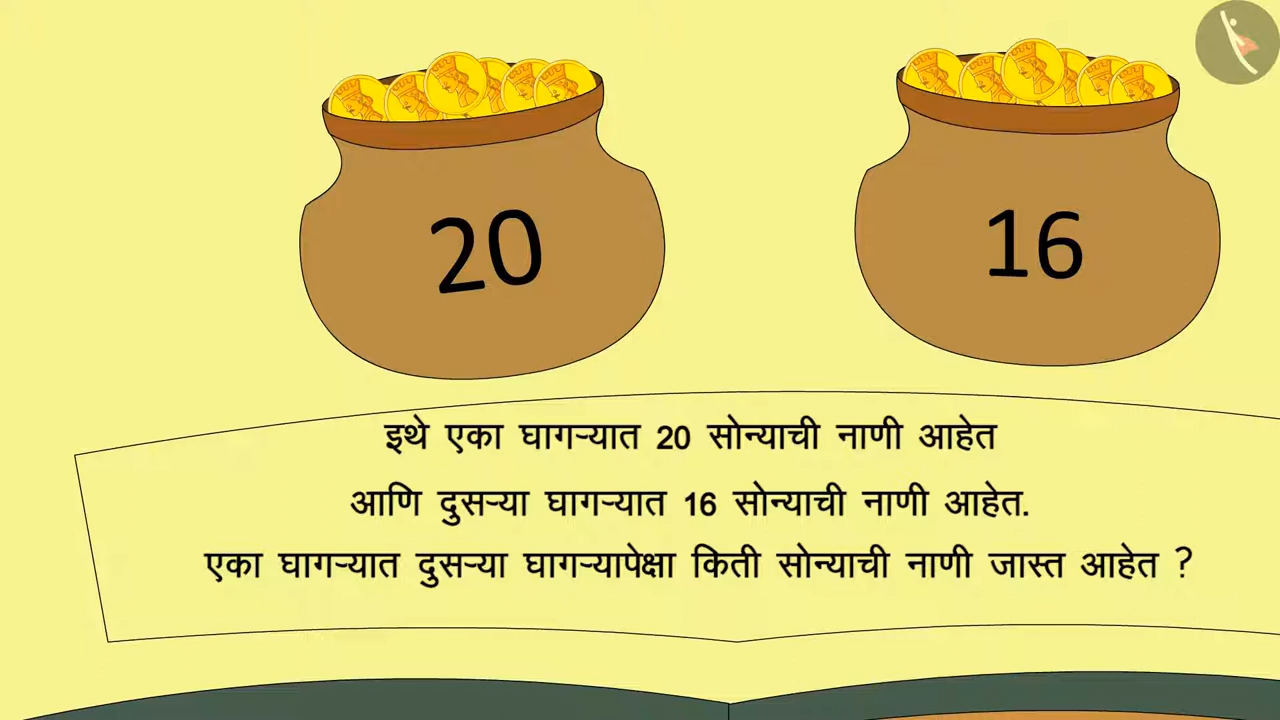 20
16
इथे एका घागऱ्यात 20 सोन्याची नाणी आहेत
आणि दुसऱ्या घागऱ्यात 16 सोन्याची नाणी आहेत.
एका घागऱ्यात दुसऱ्या घागऱ्यापेक्षा किती सोन्याची नाणी जास्त आहेत ?